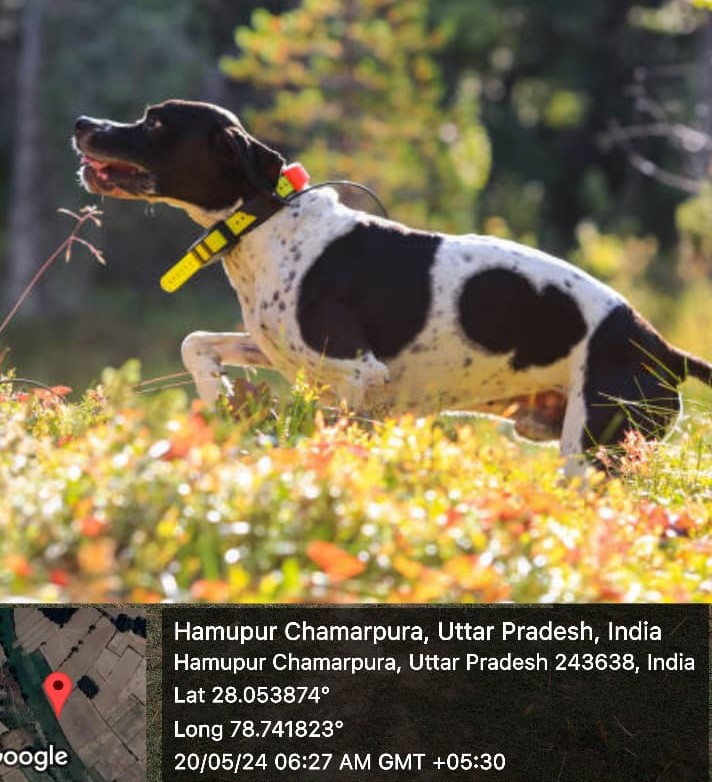 Hamupur Chamarpura, Uttar Pradesh, India
Hamupur Chamarpura, Uttar Pradesh 243638, India
Lat 28.053874°
Long 78.741823°
20/05/24 06:27 AM GMT +05:30
oogle